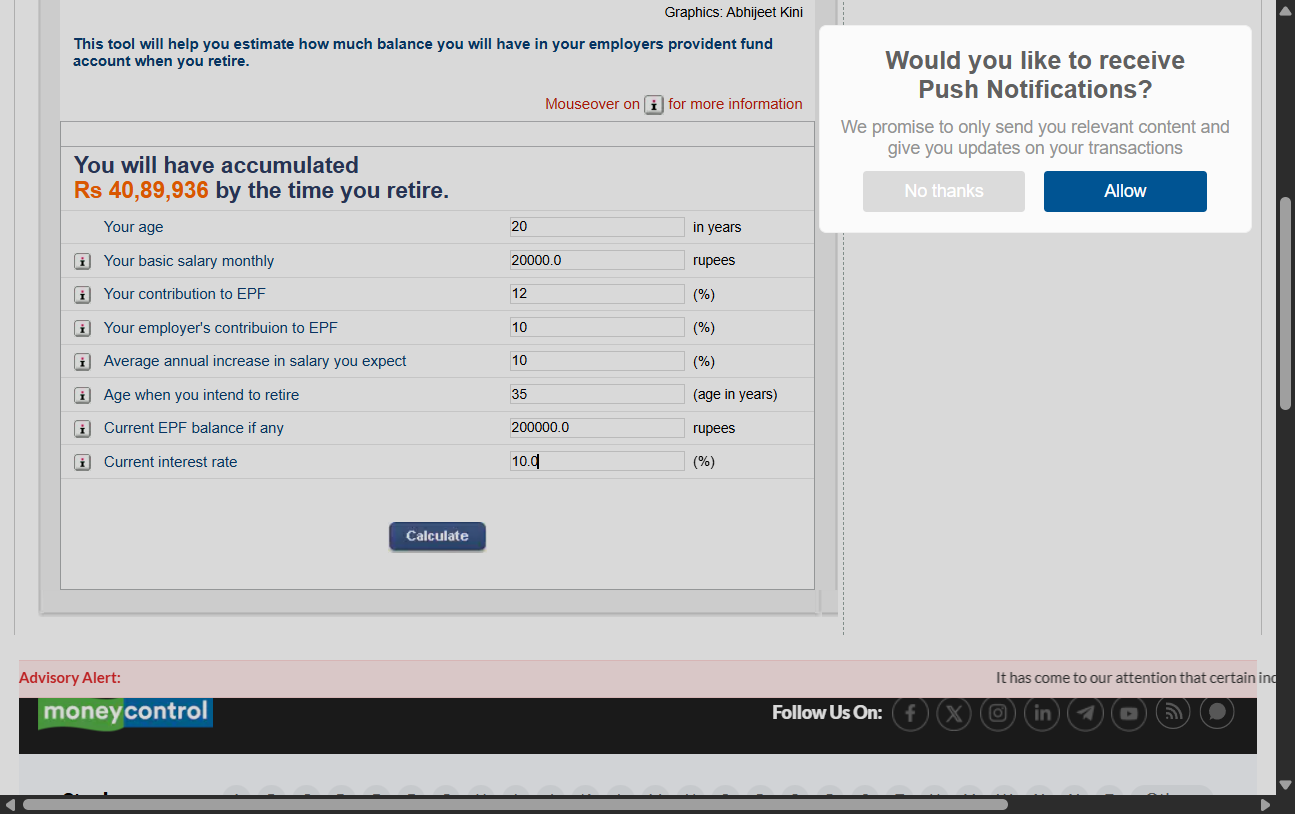 Graphics: Abhijeet Kini
This tool will help you estimate how much balance you will have in your employers provident fund
account when you retire.
Mouseover on i for more information
You will have accumulated
Rs 40,89,936 by the time you retire.
Your age 20 in years
i Your basic salary monthly 20000.0 rupees
i Your contribution to EPF 12 (%)
i Your employer's contribuion to EPF 10 (%)
i Average annual increase in salary you expect 10 (%)
i Age when you intend to retire 35 (age in years)
i Current EPF balance if any 200000.0 rupees
i Current interest rate 10.0 (%)
Calculate
Would you like to receive
Push Notifications?
We promise to only send you relevant content and
give you updates on your transactions
No thanks Allow
Advisory Alert: It has come to our attention that certain
moneycontrol Follow Us On: